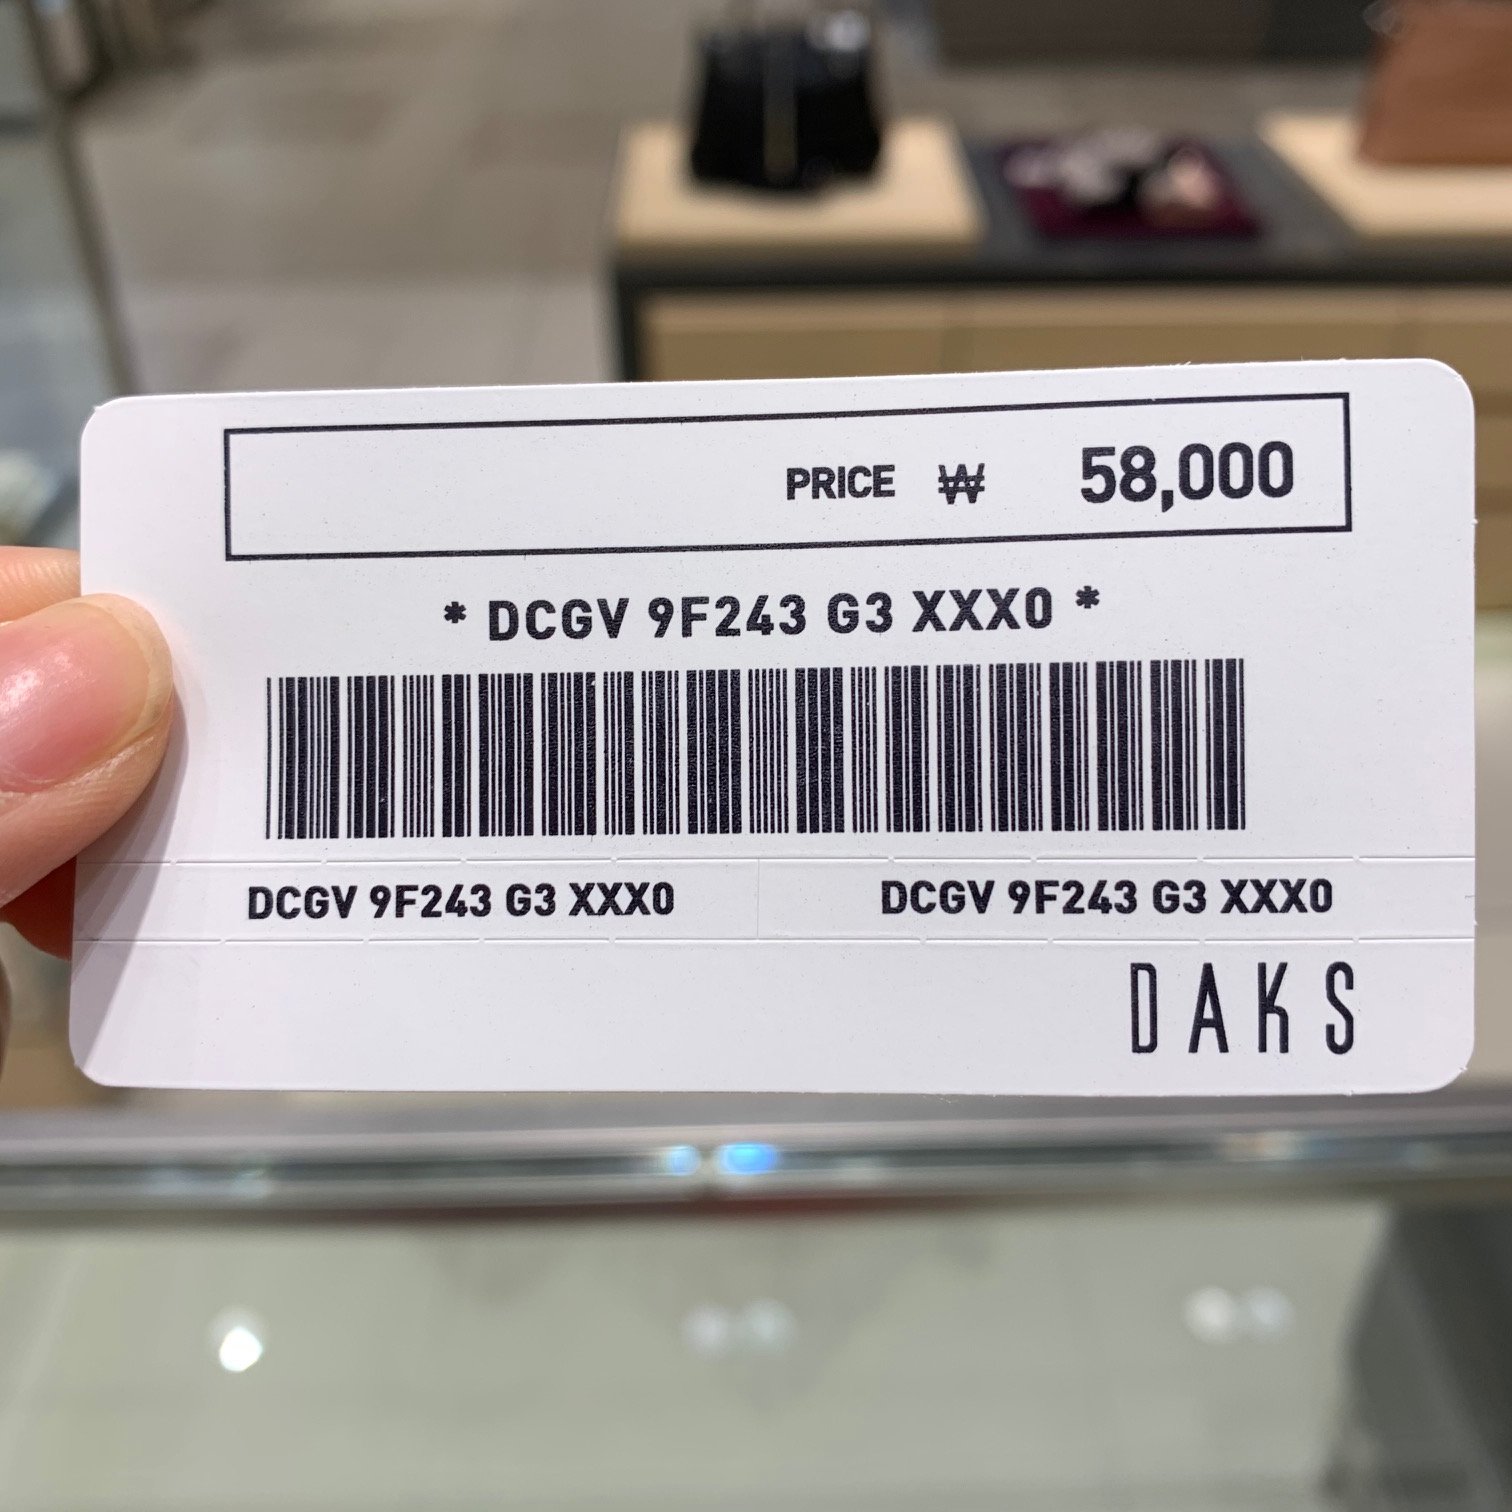 PRICE ₩ 58,000
* DCGV 9F243 G3 XXX0 *
DCGV 9F243 G3 XXX0 DCGV 9F243 G3 XXX0
DAKS